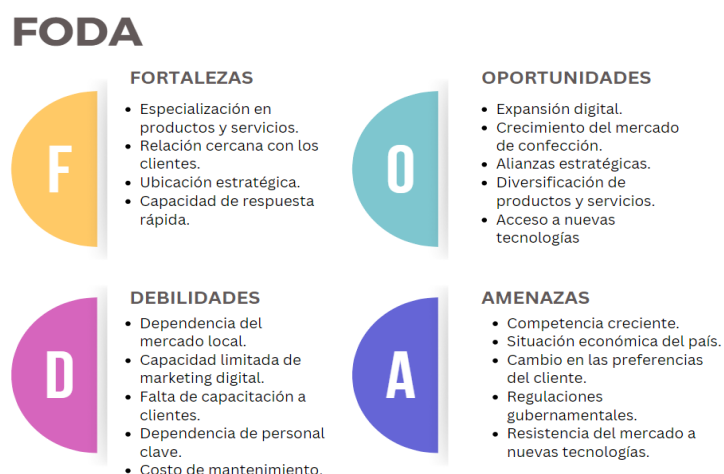 FODA
F
FORTALEZAS
Especialización en
productos y servicios.
Relación cercana con los
clientes.
Ubicación estratégica.
Capacidad de respuesta
rápida.
O
OPORTUNIDADES
Expansión digital.
Crecimiento del mercado
de confección.
Alianzas estratégicas.
Diversificación de
productos y servicios.
Acceso a nuevas
tecnologías
D
DEBILIDADES
Dependencia del
mercado local.
Capacidad limitada de
marketing digital.
Falta de capacitación a
clientes.
Dependencia de personal
clave.
Costo de mantenimiento.
A
AMENAZAS
Competencia creciente.
Situación económica del país.
Cambio en las preferencias
del cliente.
Regulaciones
gubernamentales.
Resistencia del mercado a
nuevas tecnologías.